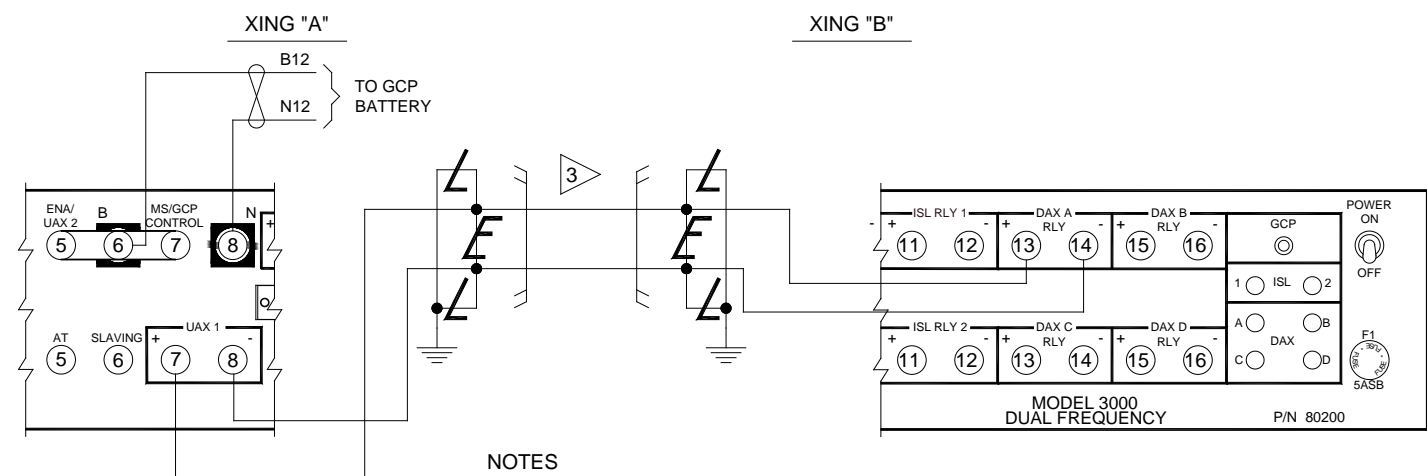 XING "A"
XING "B"
B12
N12
TO GCP
BATTERY
3
ENA/
UAX 2
B
MS/GCP
CONTROL
N
5
6
7
8
+
AT
SLAVING
+ UAX 1 -
5
6
7
8
- + ISL RLY 1 -
+ DAX A -
RLY
+ DAX B -
RLY
11
12
13
14
15
16
GCP
POWER
ON
OFF
1 ISL 2
+ ISL RLY 2 -
+ DAX C -
RLY
+ DAX D -
RLY
11
12
13
14
15
16
A
B
DAX
C
D
F1
FUSE FUSE FUSE
5ASB
MODEL 3000
DUAL FREQUENCY
P/N 80200
NOTES